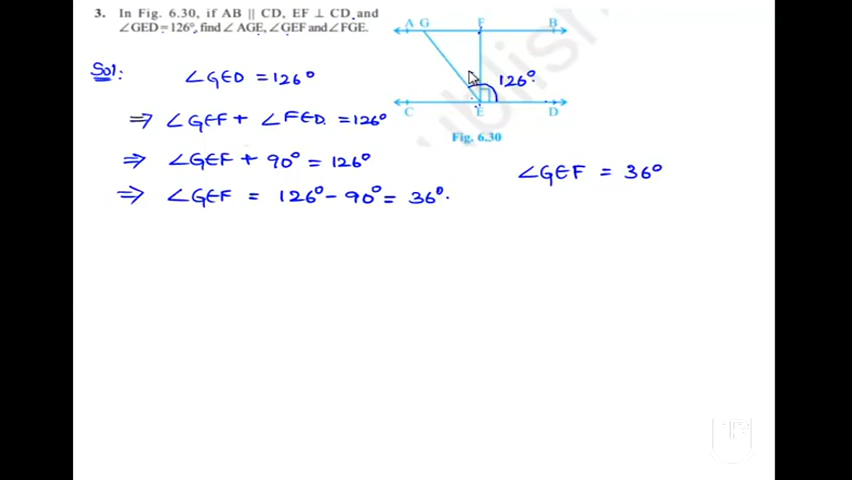 3. In Fig. 6.30, if AB || CD, EF ⊥ CD and
∠GED = 126°, find ∠ AGE, ∠GEF and ∠FGE.
A G F B
126°
C E D
Fig. 6.30
Sol:
∠GED = 126°
⇒ ∠GEF + ∠FED. = 126°
⇒ ∠GEF + 90° = 126°
⇒ ∠GEF = 126° - 90° = 36°.
∠GEF = 36°